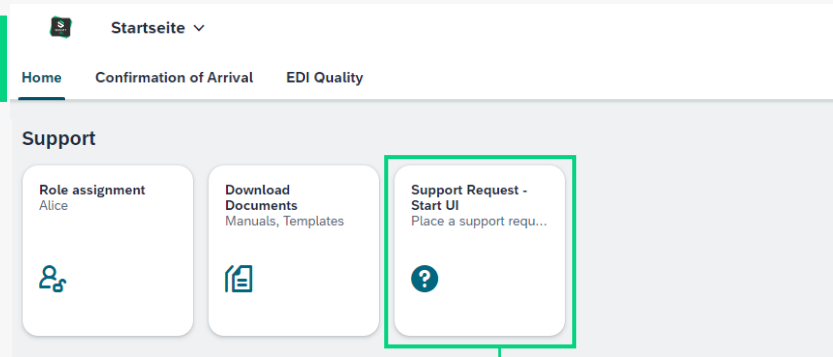 Startseite
Home Confirmation of Arrival EDI Quality
Support
Role assignment
Alice
Download
Documents
Manuals, Templates
Support Request -
Start UI
Place a support requ...